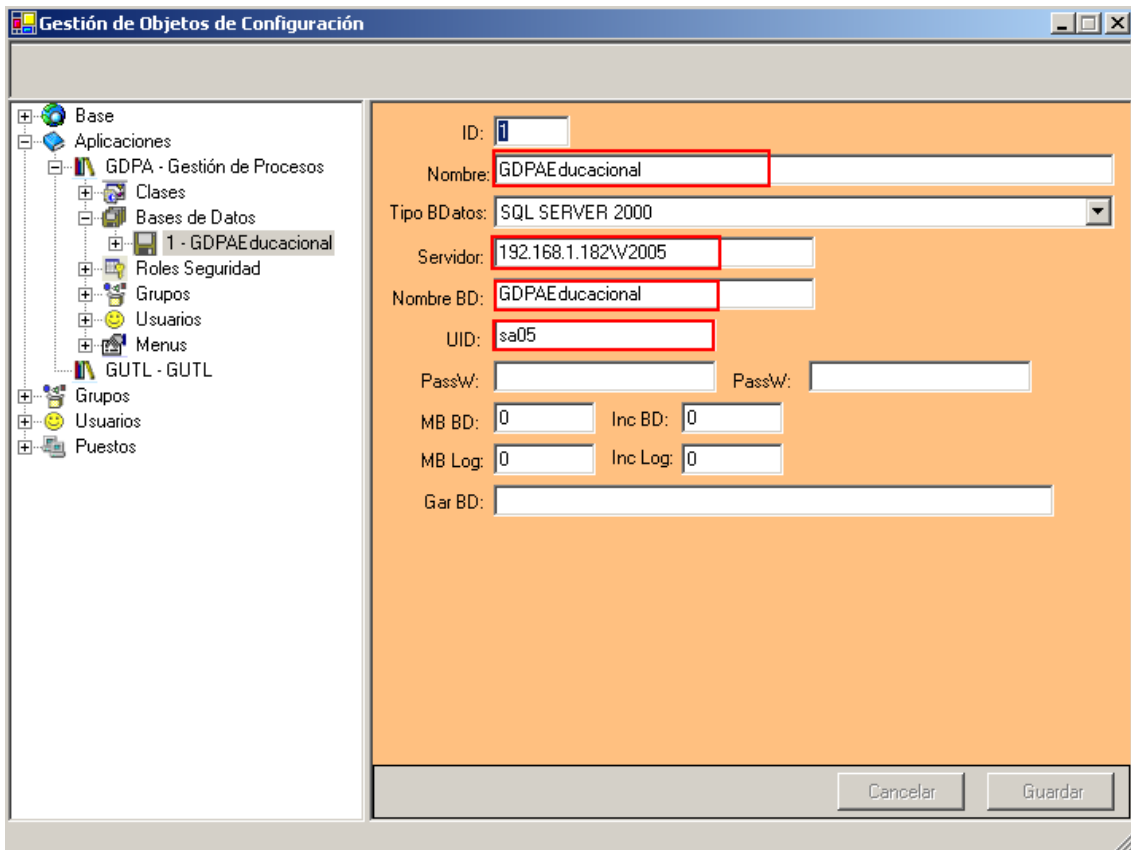 Gestión de Objetos de Configuración
Base
Aplicaciones
GDPA - Gestión de Procesos
Clases
Bases de Datos
1 - GDPAEducacional
Roles Seguridad
Grupos
Usuarios
Menus
GUTL - GUTL
Grupos
Usuarios
Puestos
ID: 1
Nombre: GDPAEducacional
Tipo BDatos: SQL SERVER 2000
Servidor: 192.168.1.182\V2005
Nombre BD: GDPAEducacional
UID: sa05
PassW: PassW:
MB BD: 0 Inc BD: 0
MB Log: 0 Inc Log: 0
Gar BD:
Cancelar Guardar